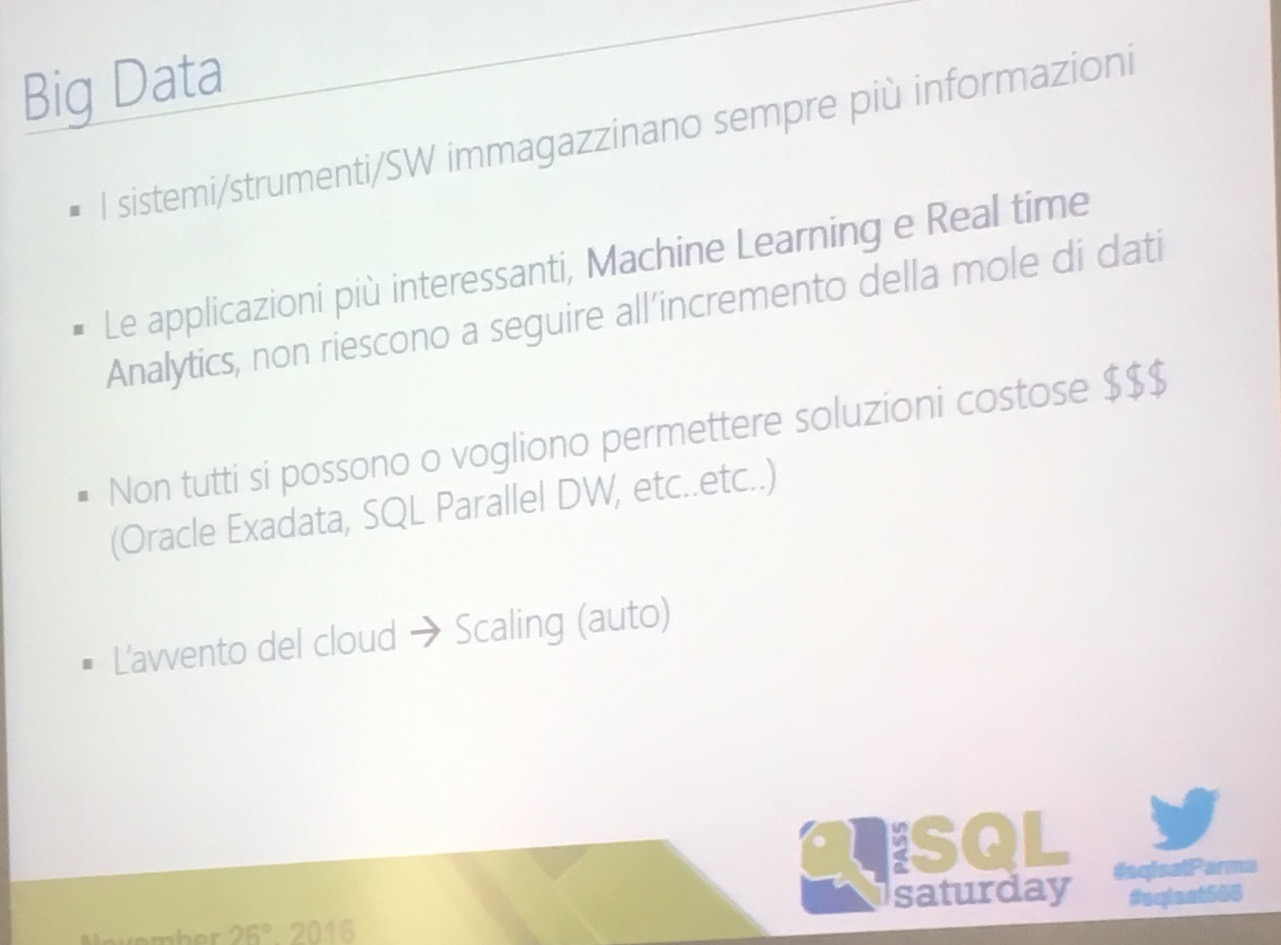 Big Data
▪ I sistemi/strumenti/SW immagazzinano sempre più informazioni
▪ Le applicazioni più interessanti, Machine Learning e Real time
Analytics, non riescono a seguire all'incremento della mole di dati
▪ Non tutti si possono o vogliono permettere soluzioni costose $$$
(Oracle Exadata, SQL Parallel DW, etc..etc..)
▪ L'avvento del cloud → Scaling (auto)
PASS
SQL
saturday
#sqlsatParma
#sqlsat566
November 26°, 2016